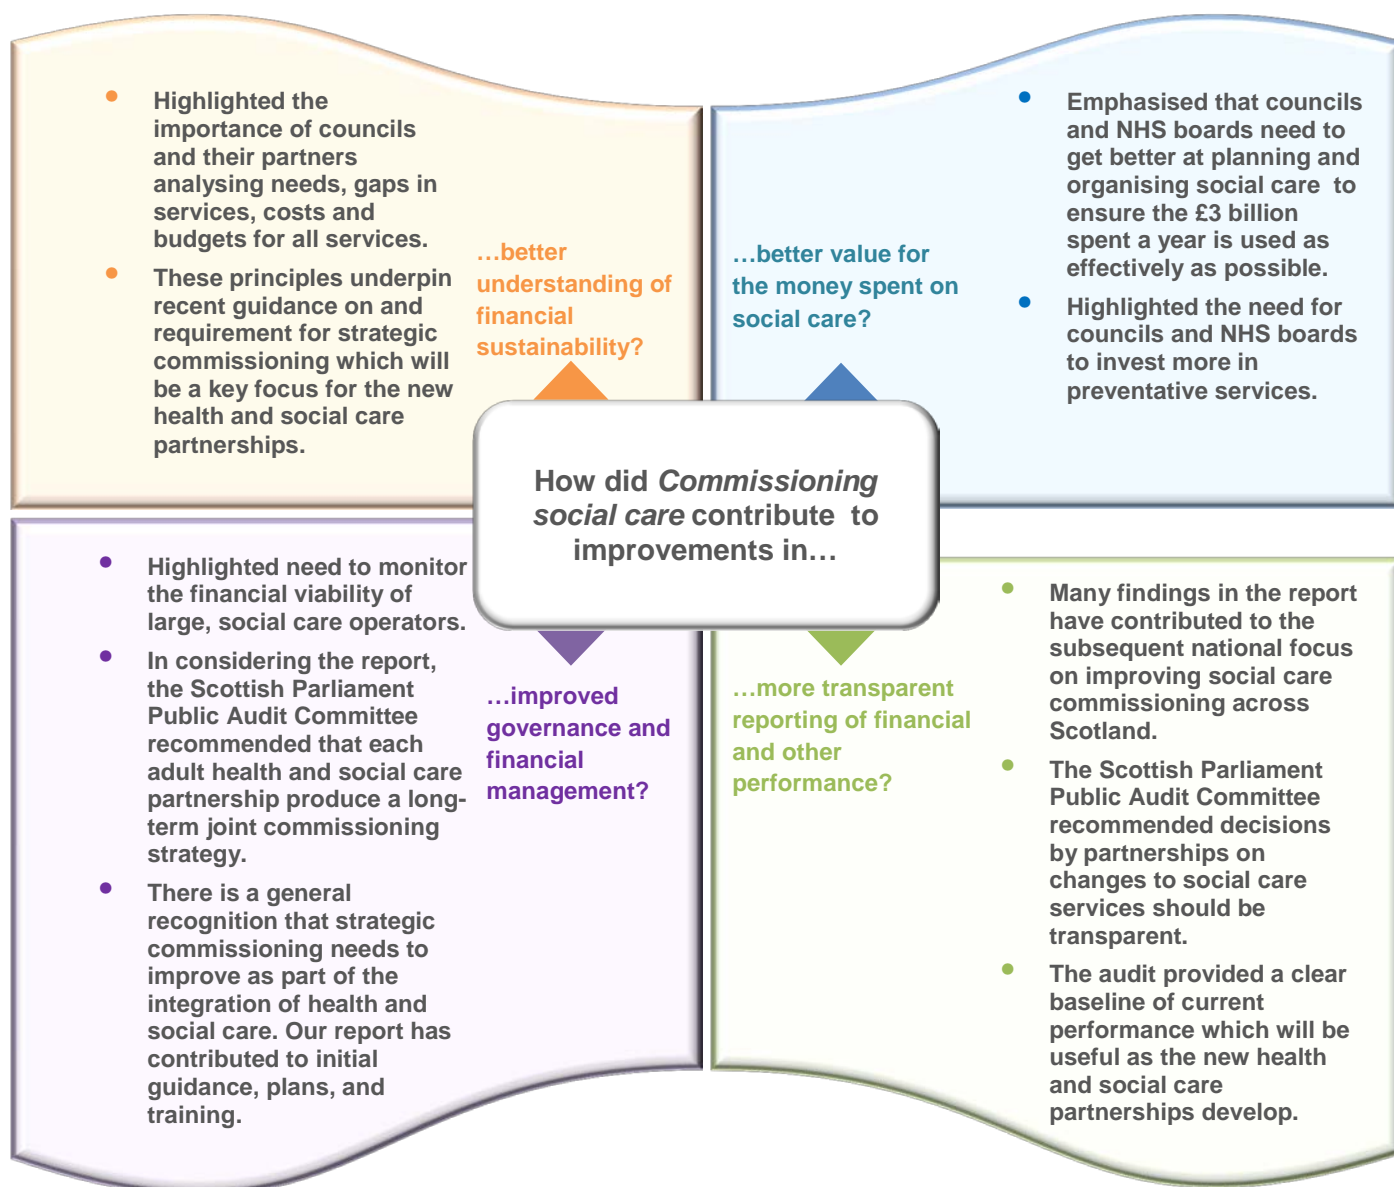 • Highlighted the
importance of councils
and their partners
analysing needs, gaps in
services, costs and
budgets for all services.
• These principles underpin
recent guidance on and
requirement for strategic
commissioning which will
be a key focus for the new
health and social care
partnerships.
…better
understanding of
financial
sustainability?
…better value for
the money spent on
social care?
• Emphasised that councils
and NHS boards need to
get better at planning and
organising social care to
ensure the £3 billion
spent a year is used as
effectively as possible.
• Highlighted the need for
councils and NHS boards
to invest more in
preventative services.
How did Commissioning
social care contribute to
improvements in…
• Highlighted need to monitor
the financial viability of
large, social care operators.
• In considering the report,
the Scottish Parliament
Public Audit Committee
recommended that each
adult health and social care
partnership produce a long-
term joint commissioning
strategy.
• There is a general
recognition that strategic
commissioning needs to
improve as part of the
integration of health and
social care. Our report has
contributed to initial
guidance, plans, and
training.
…improved
governance and
financial
management?
…more transparent
reporting of financial
and other
performance?
• Many findings in the report
have contributed to the
subsequent national focus
on improving social care
commissioning across
Scotland.
• The Scottish Parliament
Public Audit Committee
recommended decisions
by partnerships on
changes to social care
services should be
transparent.
• The audit provided a clear
baseline of current
performance which will be
useful as the new health
and social care
partnerships develop.